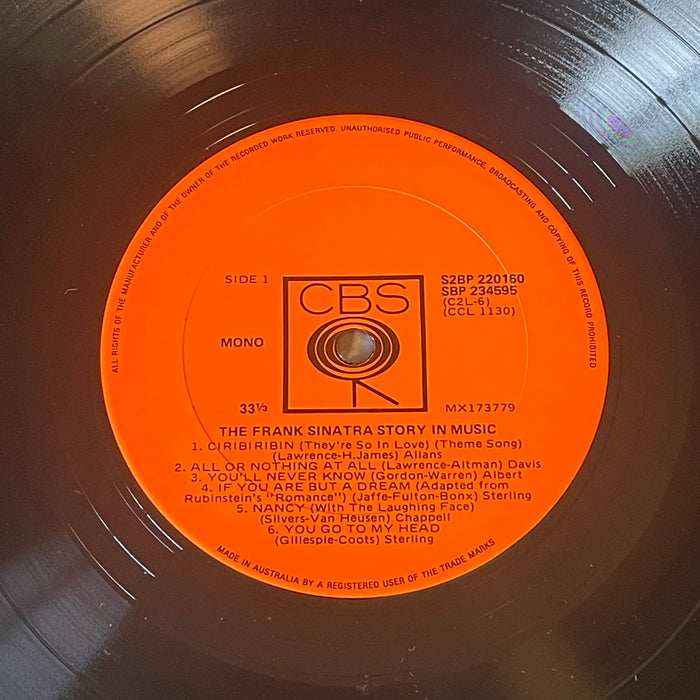 ALL RIGHTS OF THE MANUFACTURER AND OF THE OWNER OF THE RECORDED WORK RESERVED. UNAUTHORISED PUBLIC PERFORMANCE, BROADCASTING AND COPYING OF THIS RECORD PROHIBITED
SIDE 1
S2BP 220160
SBP 234595
(C2L-6)
(CCL 1130)
CBS
MONO
33⅓
MX173779
THE FRANK SINATRA STORY IN MUSIC
1. CIRIBIRIBIN (They're So In Love) (Theme Song)
(Lawrence-H.James) Allans
2. ALL OR NOTHING AT ALL (Lawrence-Altman) Davis
3. YOU'LL NEVER KNOW (Gordon-Warren) Albert
4. IF YOU ARE BUT A DREAM (Adapted from
Rubinstein's "Romance") (Jaffe-Fulton-Bonx) Sterling
5. NANCY (With The Laughing Face)
(Silvers-Van Heusen) Chappell
6. YOU GO TO MY HEAD
(Gillespie-Coots) Sterling
MADE IN AUSTRALIA BY A REGISTERED USER OF THE TRADE MARKS